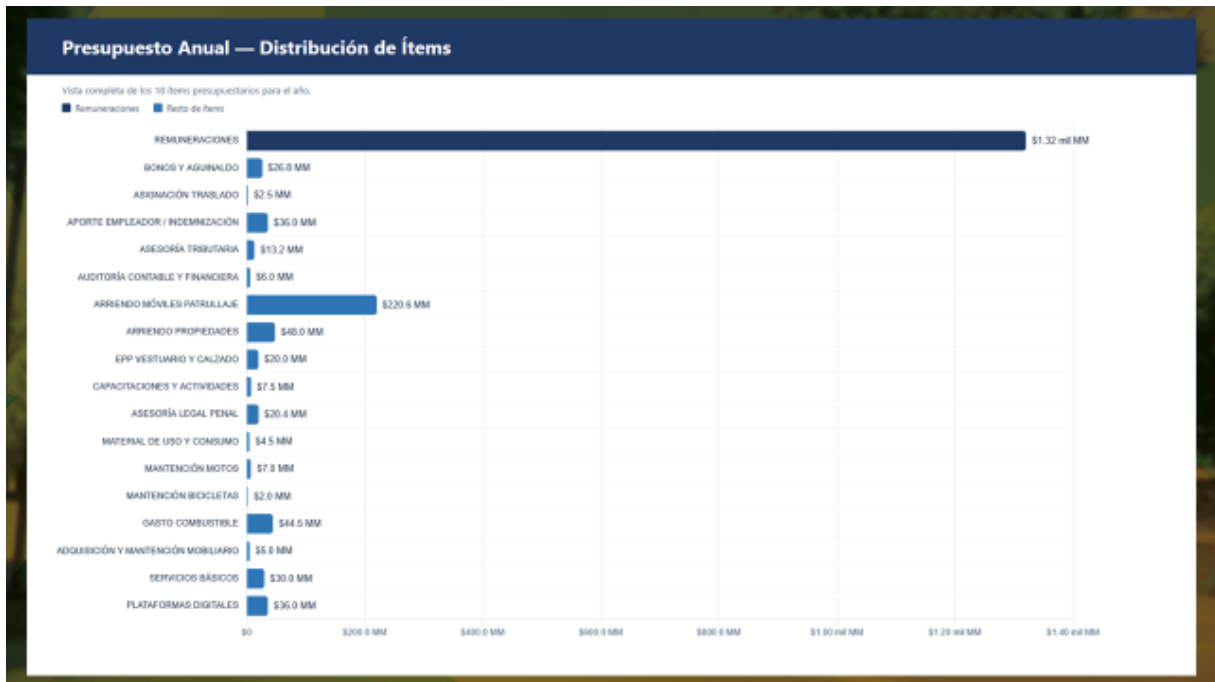 Presupuesto Anual — Distribución de Ítems
Vista completa de los 18 ítems presupuestarios para el año.
Remuneraciones Resto de ítems
REMUNERACIONES $1.32 mil MM
BONOS Y AGUINALDO $26.8 MM
ASIGNACIÓN TRASLADO $2.5 MM
APORTE EMPLEADOR / INDEMNIZACIÓN $36.0 MM
ASESORÍA TRIBUTARIA $13.2 MM
AUDITORÍA CONTABLE Y FINANCIERA $6.0 MM
ARRIENDO MÓVILES PATRULLAJE $220.6 MM
ARRIENDO PROPIEDADES $48.0 MM
EPP VESTUARIO Y CALZADO $20.0 MM
CAPACITACIONES Y ACTIVIDADES $7.5 MM
ASESORÍA LEGAL PENAL $20.4 MM
MATERIAL DE USO Y CONSUMO $4.5 MM
MANTENCIÓN MOTOS $7.0 MM
MANTENCIÓN BICICLETAS $2.0 MM
GASTO COMBUSTIBLE $44.5 MM
ADQUISICIÓN Y MANTENCIÓN MOBILIARIO $5.0 MM
SERVICIOS BÁSICOS $30.0 MM
PLATAFORMAS DIGITALES $36.0 MM
$0 $200.0 MM $400.0 MM $600.0 MM $800.0 MM $1.00 mil MM $1.20 mil MM $1.40 mil MM